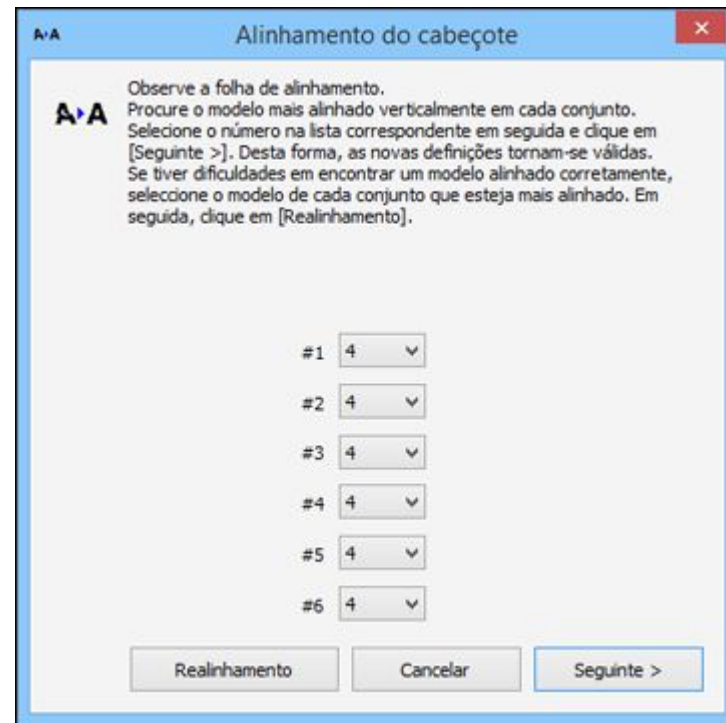 A›A Alinhamento do cabeçote
Observe a folha de alinhamento.
A›A Procure o modelo mais alinhado verticalmente em cada conjunto.
Selecione o número na lista correspondente em seguida e clique em
[Seguinte >]. Desta forma, as novas definições tornam-se válidas.
Se tiver dificuldades em encontrar um modelo alinhado corretamente,
seleccione o modelo de cada conjunto que esteja mais alinhado. Em
seguida, clique em [Realinhamento].
#1 4
#2 4
#3 4
#4 4
#5 4
#6 4
Realinhamento Cancelar Seguinte >